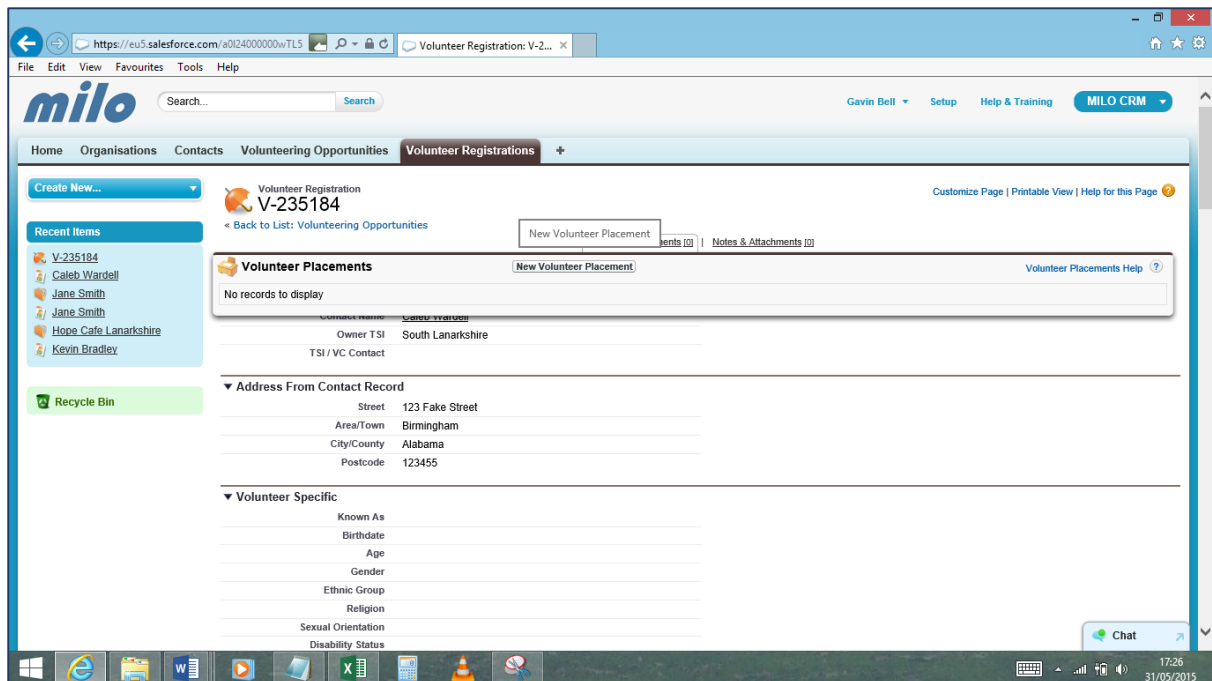 https://eu5.salesforce.com/a0I24000000wTL5
Volunteer Registration: V-2...
File Edit View Favourites Tools Help
milo
Search...
Search
Gavin Bell
Setup
Help & Training
MILO CRM
Home Organisations Contacts Volunteering Opportunities Volunteer Registrations +
Create New...
Recent Items
V-235184
Caleb Wardell
Jane Smith
Jane Smith
Hope Cafe Lanarkshire
Kevin Bradley
Recycle Bin
Volunteer Registration
V-235184
Customize Page | Printable View | Help for this Page
« Back to List: Volunteering Opportunities
New Volunteer Placement
[0] | Notes & Attachments [0]
Volunteer Placements
New Volunteer Placement
Volunteer Placements Help ?
No records to display
Contact Name Caleb Wardell
Owner TSI South Lanarkshire
TSI / VC Contact
Address From Contact Record
Street 123 Fake Street
Area/Town Birmingham
City/County Alabama
Postcode 123455
Volunteer Specific
Known As
Birthdate
Age
Gender
Ethnic Group
Religion
Sexual Orientation
Disability Status
Chat
17:26
31/05/2015